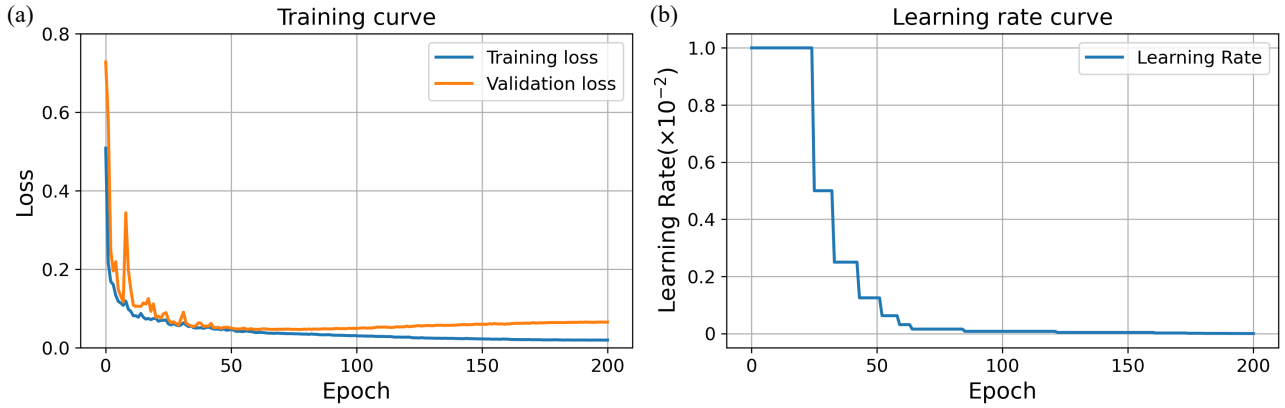 (a)
Training curve
0.8
0.6
0.4
0.2
0.0
Loss
Training loss
Validation loss
0 50 100 150 200
Epoch
(b)
Learning rate curve
1.0
0.8
0.6
0.4
0.2
0
Learning Rate(×10⁻²)
Learning Rate
0 50 100 150 200
Epoch